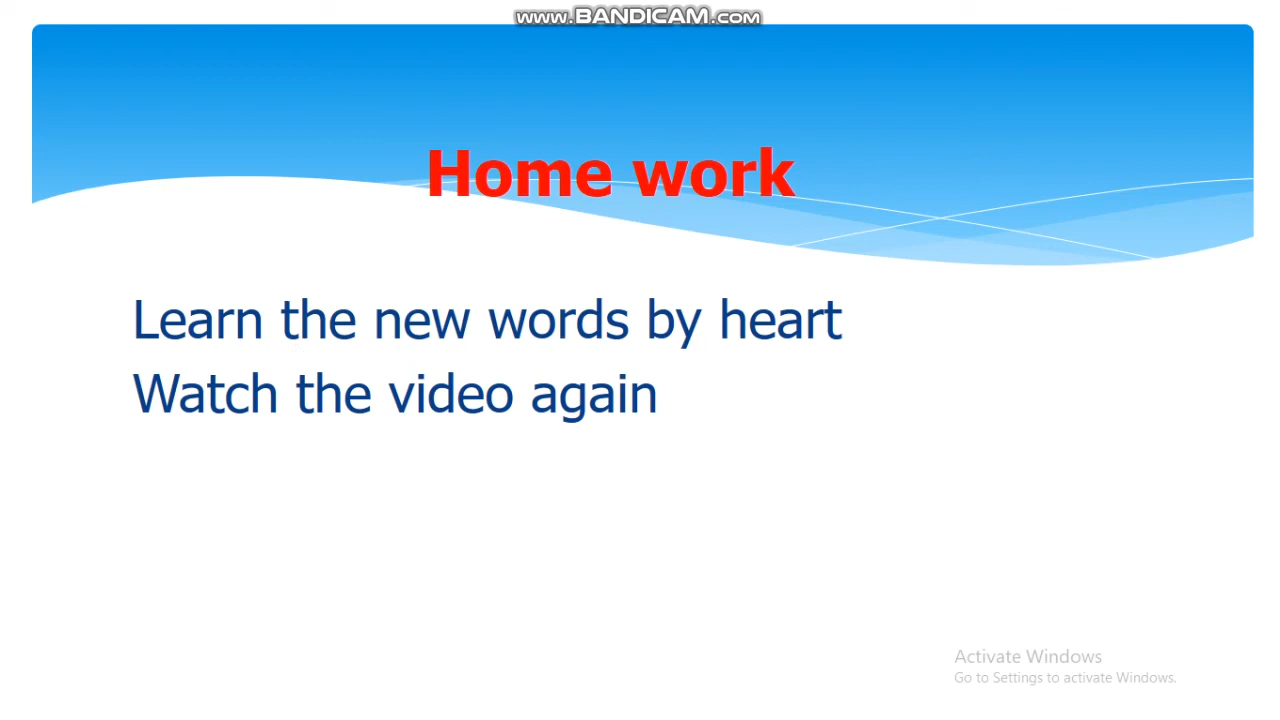 www.BANDICAM.com
Home work
Learn the new words by heart
Watch the video again
Activate Windows
Go to Settings to activate Windows.